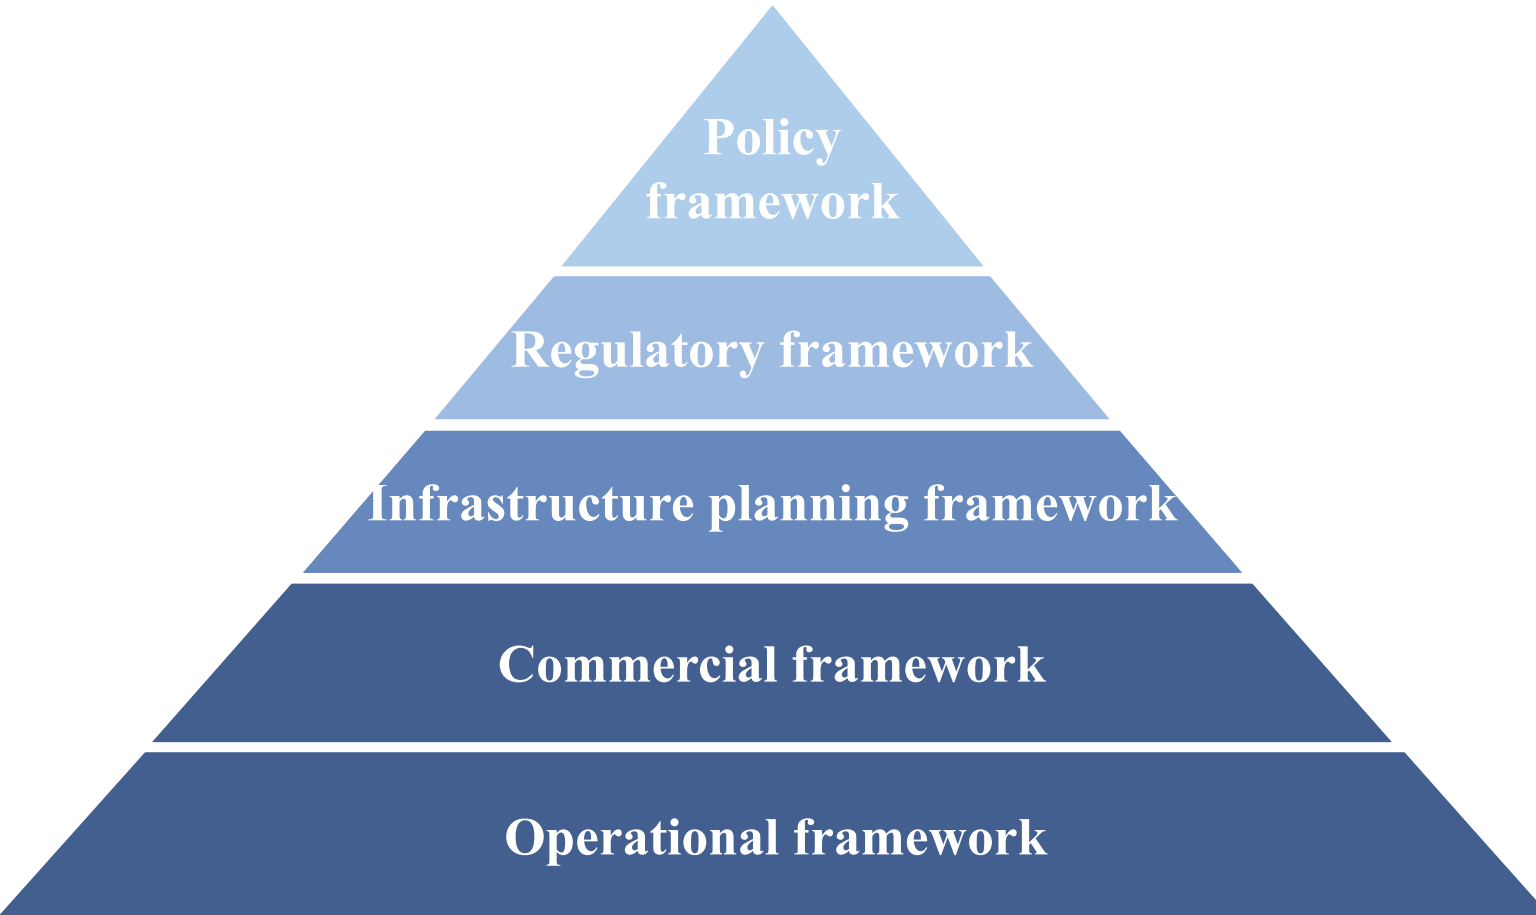 Policy
framework
Regulatory framework
Infrastructure planning framework
Commercial framework
Operational framework